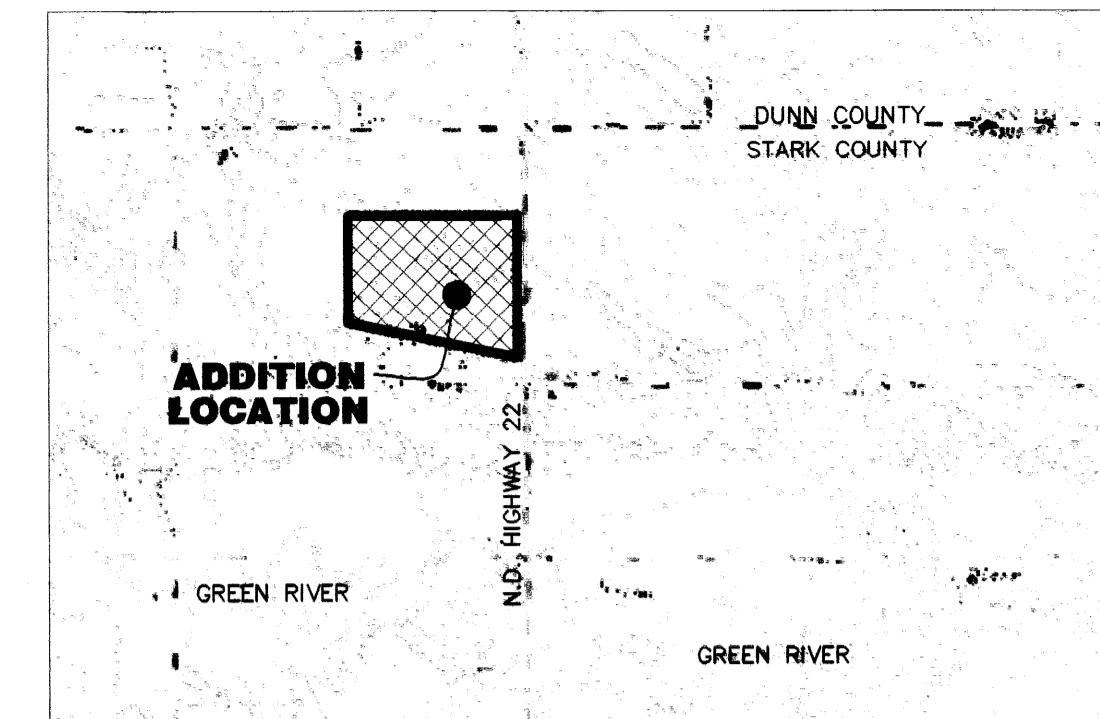 DUNN COUNTY
STARK COUNTY
ADDITION
LOCATION
N.D. HIGHWAY 22
GREEN RIVER
GREEN RIVER